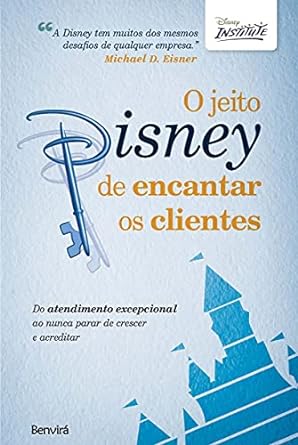 “A Disney tem muitos dos mesmos
desafios de qualquer empresa.”
Michael D. Eisner
Disney
INSTITUTE
O jeito
Disney
de encantar
os clientes
Do atendimento excepcional
ao nunca parar de crescer
e acreditar
Benvirá